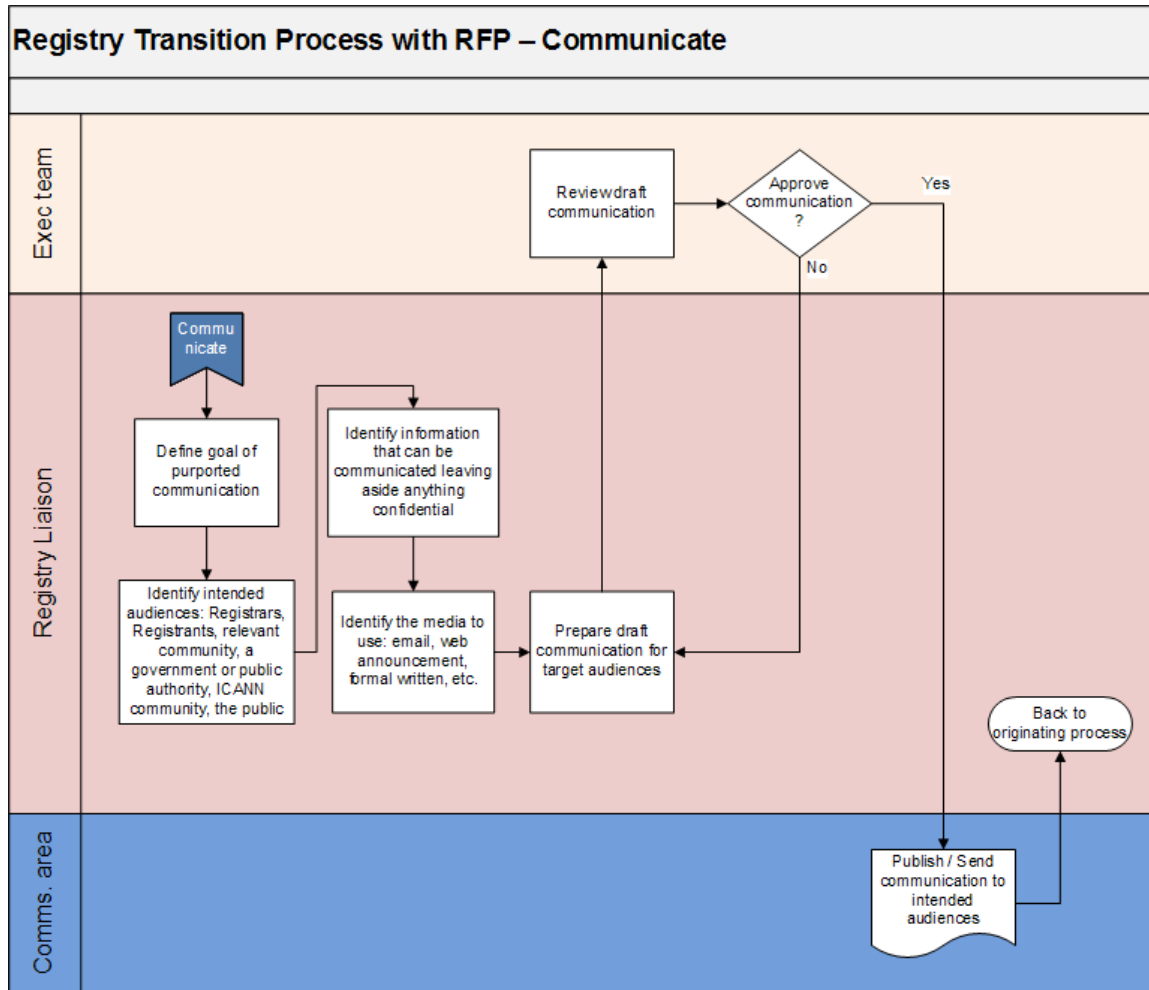 Registry Transition Process with RFP – Communicate
Exec team
Review draft
communication
Approve
communication
?
Yes
No
Registry Liaison
Commu
nicate
Define goal of
purported
communication
Identify intended
audiences: Registrars,
Registrants, relevant
community, a
government or public
authority, ICANN
community, the public
Identify information
that can be
communicated leaving
aside anything
confidential
Identify the media to
use: email, web
announcement,
formal written, etc.
Prepare draft
communication for
target audiences
Back to
originating process
Comms. area
Publish / Send
communication to
intended
audiences